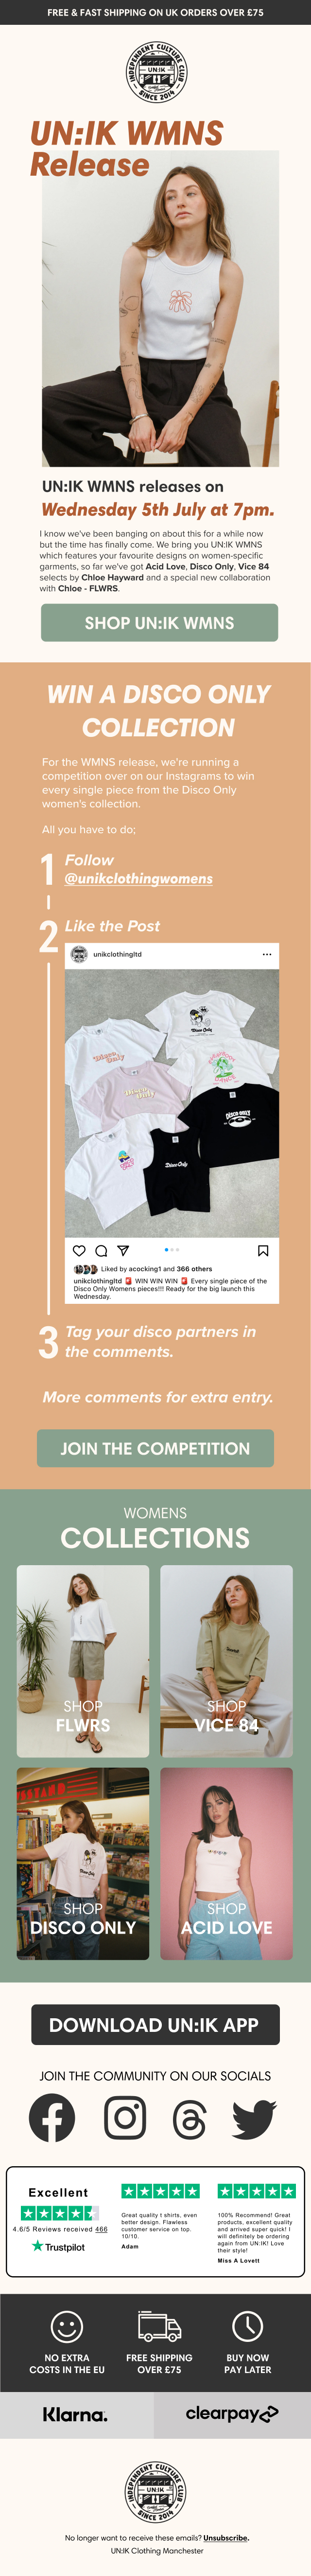 FREE & FAST SHIPPING ON UK ORDERS OVER £75
INDEPENDENT CULTURE CLUB
UN:IK
SINCE 2014
UN:IK WMNS
Release
UN:IK WMNS releases on
Wednesday 5th July at 7pm.
I know we've been banging on about this for a while now
but the time has finally come. We bring you UN:IK WMNS
which features your favourite designs on women-specific
garments, so far we've got Acid Love, Disco Only, Vice 84
selects by Chloe Hayward and a special new collaboration
with Chloe - FLWRS.
SHOP UN:IK WMNS
WIN A DISCO ONLY
COLLECTION
For the WMNS release, we're running a
competition over on our Instagrams to win
every single piece from the Disco Only
women's collection.
All you have to do;
1 Follow
@unikclothingwomens
2 Like the Post
unikclothingltd
Disco Only
Disco Only
Disco Only
DISCO ONLY
Disco Only
Liked by acocking1 and 366 others
unikclothingltd 🚨 WIN WIN WIN 🚨 Every single piece of the
Disco Only Womens pieces!!! Ready for the big launch this
Wednesday.
3 Tag your disco partners in
the comments.
More comments for extra entry.
JOIN THE COMPETITION
WOMENS
COLLECTIONS
SHOP
FLWRS
SHOP
VICE 84
SHOP
DISCO ONLY
SHOP
ACID LOVE
DOWNLOAD UN:IK APP
JOIN THE COMMUNITY ON OUR SOCIALS
Excellent
4.6/5 Reviews received 466
Trustpilot
Great quality t shirts, even
better design. Flawless
customer service on top.
10/10.
Adam
100% Recommend! Great
products, excellent quality
and arrived super quick! I
will definitely be ordering
again from UN:IK! Love
their style!
Miss A Lovett
NO EXTRA
COSTS IN THE EU
FREE SHIPPING
OVER £75
BUY NOW
PAY LATER
Klarna.
clearpay
INDEPENDENT CULTURE CLUB
UN:IK
SINCE 2014
No longer want to receive these emails? Unsubscribe.
UN:IK Clothing Manchester